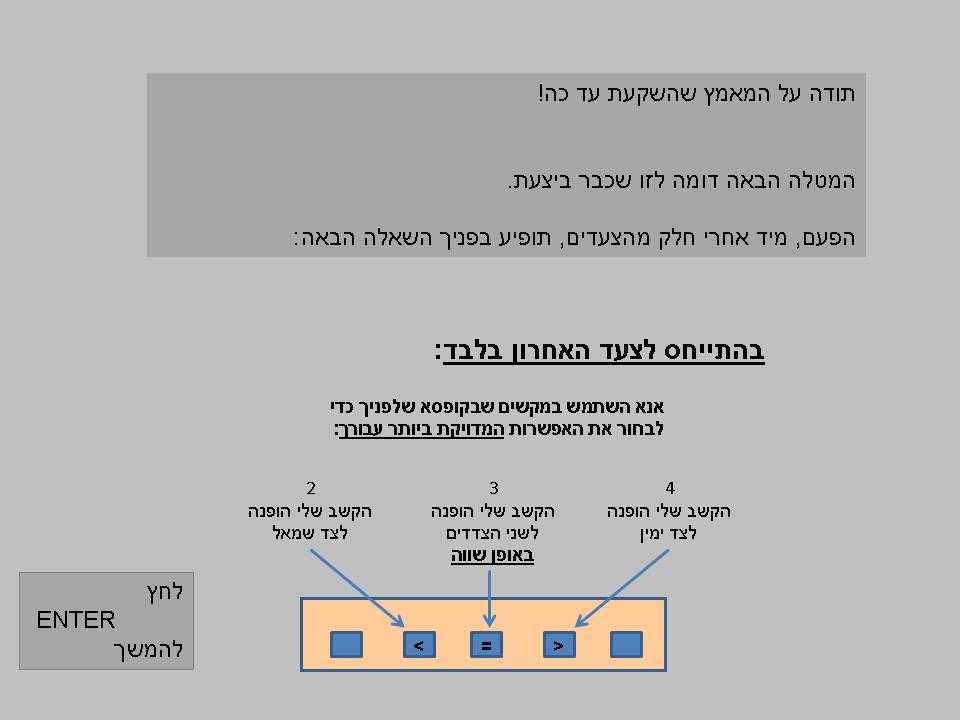 תודה על המאמץ שהשקעת עד כה!
המטלה הבאה דומה לזו שכבר ביצעת.
הפעם, מיד אחרי חלק מהצעדים, תופיע בפניך השאלה הבאה:
בהתייחס לצעד האחרון בלבד:
אנא השתמש במקשים שבקופסא שלפניך כדי
לבחור את האפשרות המדויקת ביותר עבורך:
4
הקשב שלי הופנה
לצד ימין
3
הקשב שלי הופנה
לשני הצדדים
באופן שווה
2
הקשב שלי הופנה
לצד שמאל
< = >
לחץ
ENTER
להמשך